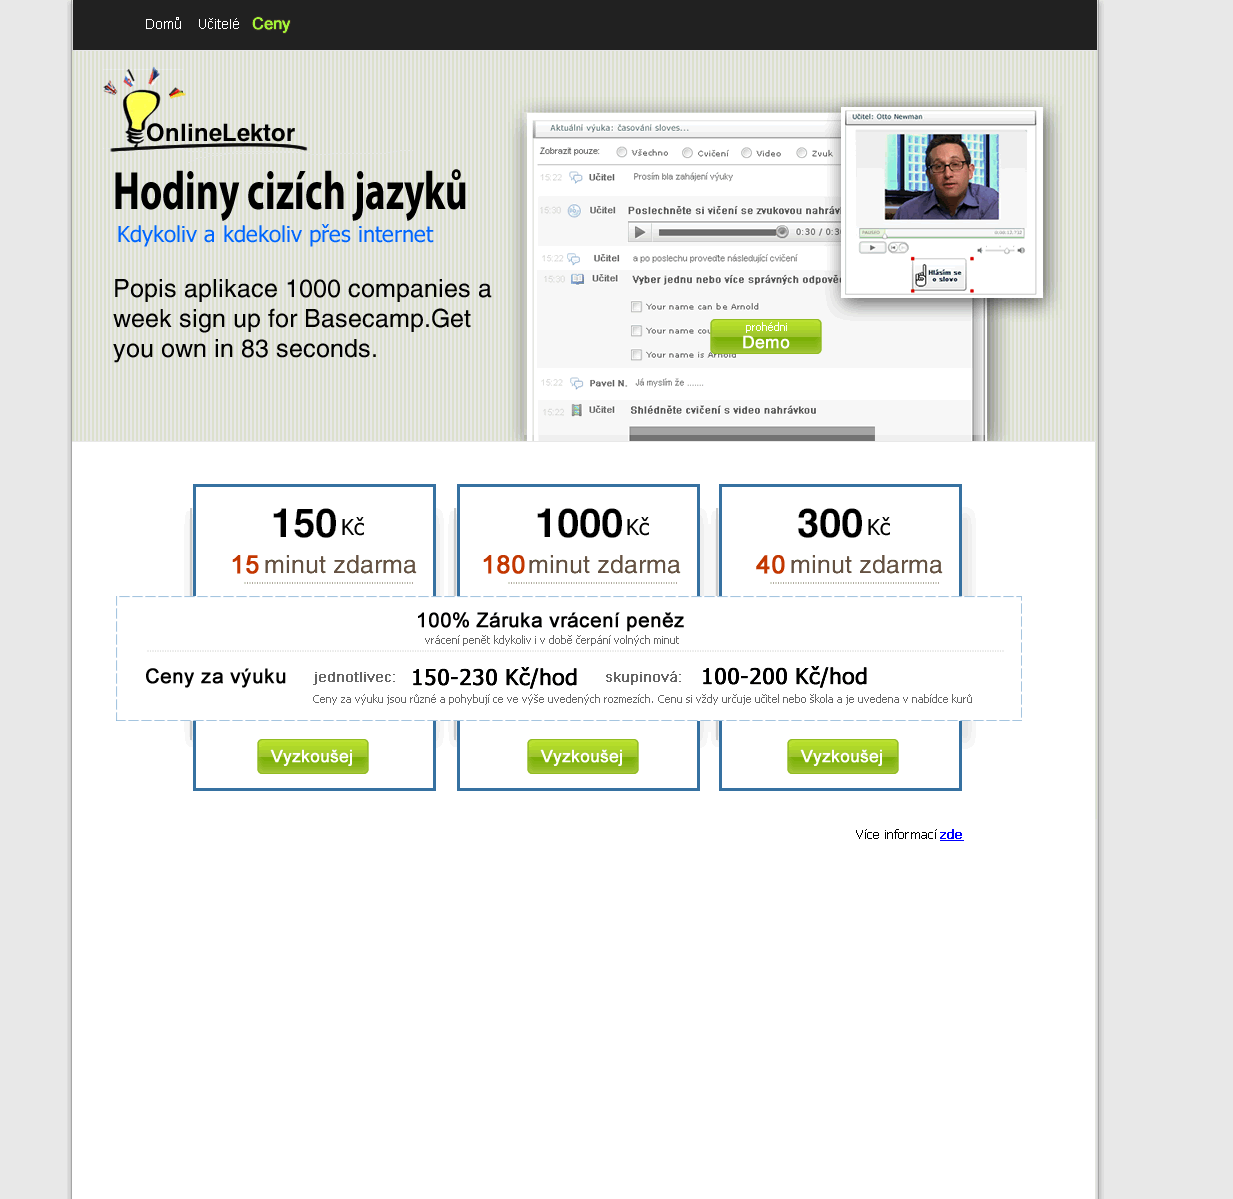 Domů Učitelé Ceny
OnlineLektor
Hodiny cizích jazyků
Kdykoliv a kdekoliv přes internet
Popis aplikace 1000 companies a
week sign up for Basecamp.Get
you own in 83 seconds.
Aktuální výuka: časování sloves...
Zobrazit pouze: Všechno Cvičení Video Zvuk
15:22 Učitel Prosím bla zahájení výuky
15:30 Učitel Poslechněte si vičení se zvukovou nahráv
0:30 / 0:30
15:22 Učitel a po poslechu proveďte následující cvičení
15:30 Učitel Vyber jednu nebo více správných odpově
Your name can be Arnold
Your name cou
Your name is Arnold
prohédni
Demo
15:22 Pavel N. Já myslím že .......
15:22 Učitel Shlédněte cvičení s video nahrávkou
Učitel: Otto Newman
PAUSED
Hlásím se
o slovo
150 Kč
15 minut zdarma
1000 Kč
180 minut zdarma
300 Kč
40 minut zdarma
100% Záruka vrácení peněz
vrácení penět kdykoliv i v době čerpání volných minut
Ceny za výuku jednotlivec: 150-230 Kč/hod skupinová: 100-200 Kč/hod
Ceny za výuku jsou různé a pohybují ce ve výše uvedených rozmezích. Cenu si vždy určuje učitel nebo škola a je uvedena v nabídce kurů
Vyzkoušej Vyzkoušej Vyzkoušej
Více informací zde